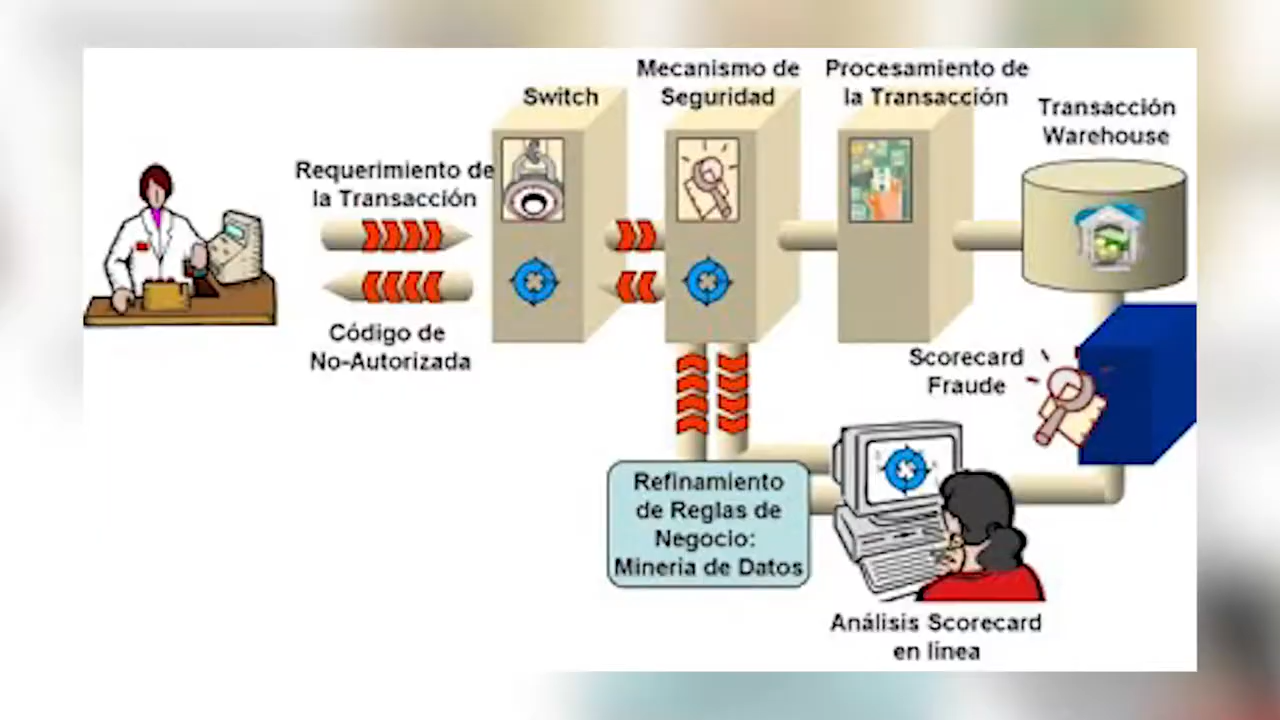 Mecanismo de
Seguridad
Procesamiento de
la Transacción
Switch
Transacción
Warehouse
Requerimiento de
la Transacción
Código de
No-Autorizada
Scorecard
Fraude
Refinamiento
de Reglas de
Negocio:
Mineria de Datos
Análisis Scorecard
en línea